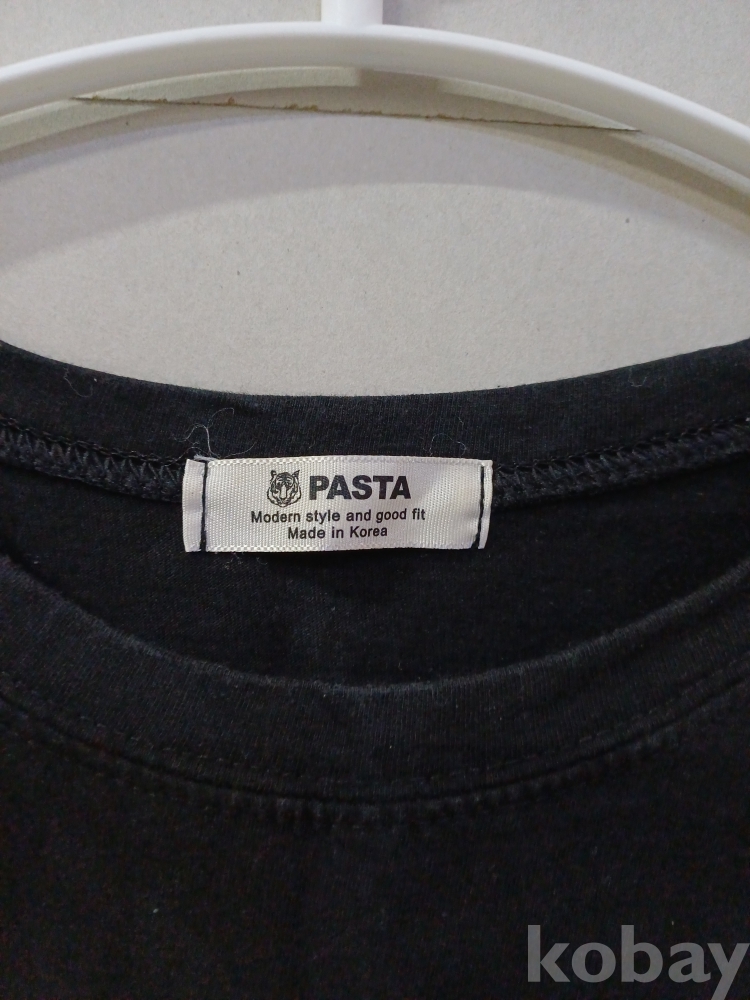 PASTA
Modern style and good fit
Made in Korea
kobay